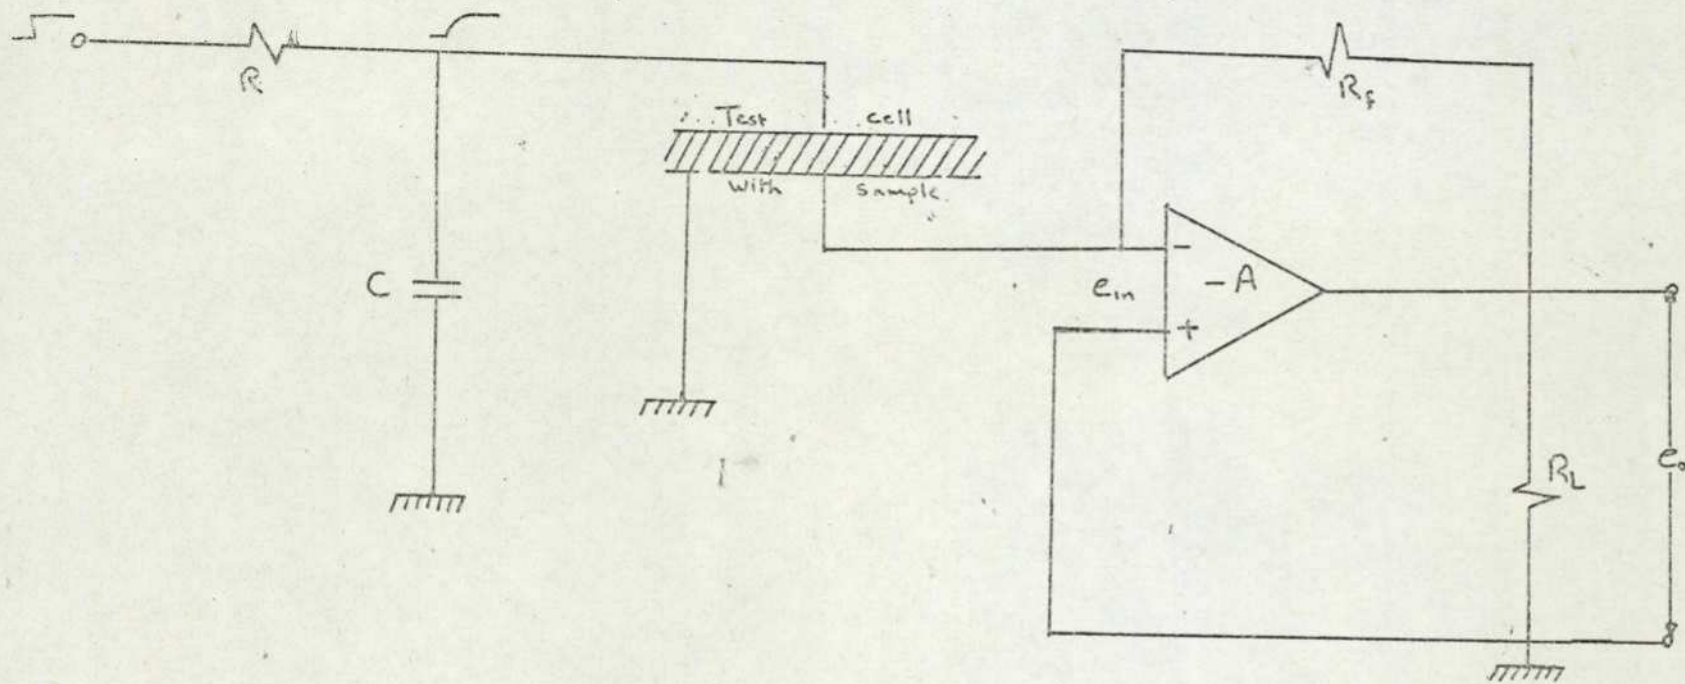 R
C
Test cell
With Sample
e_in
-
+
-A
R_f
R_L
e_o